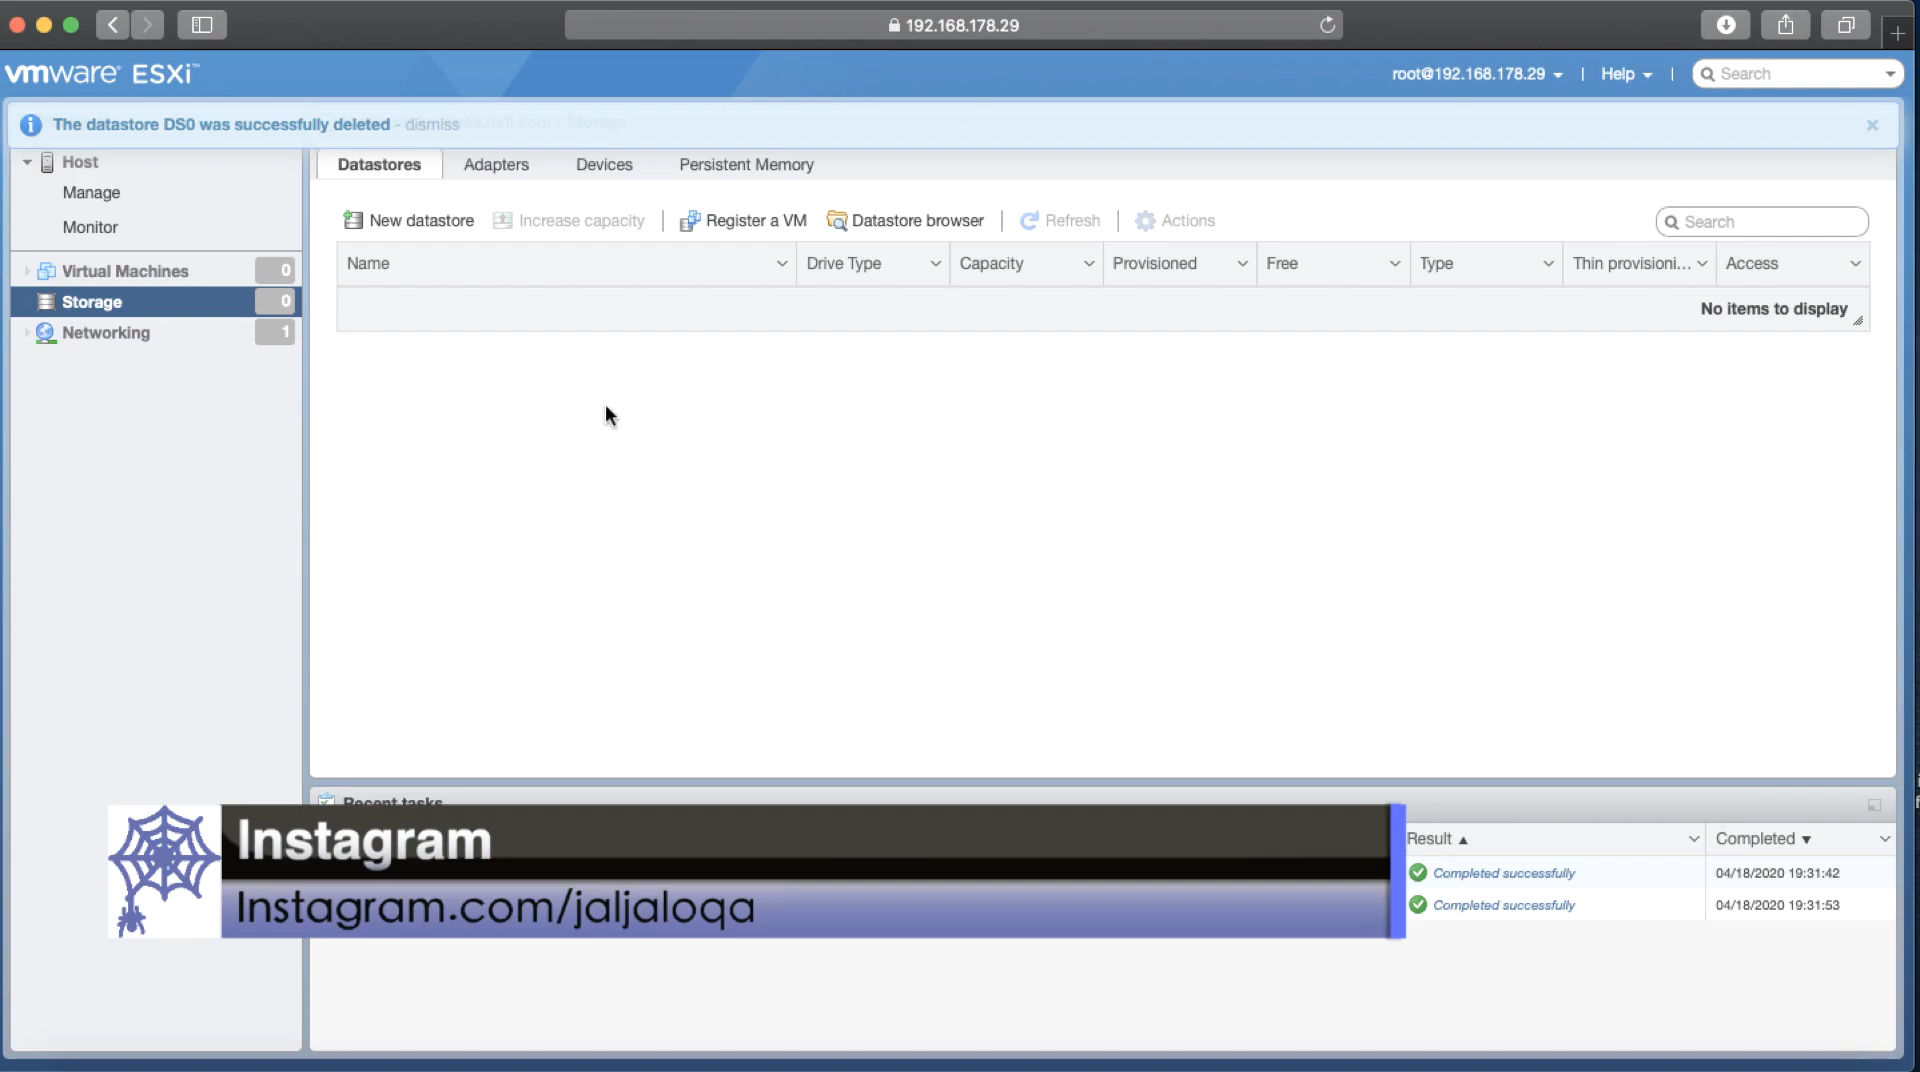 192.168.178.29
vmware ESXi™
root@192.168.178.29
Help
Search
The datastore DS0 was successfully deleted - dismiss
Host
Manage
Monitor
Virtual Machines 0
Storage 0
Networking 1
Datastores Adapters Devices Persistent Memory
New datastore Increase capacity Register a VM Datastore browser Refresh Actions
Search
Name Drive Type Capacity Provisioned Free Type Thin provisioni... Access
No items to display
Recent tasks
Result ▲ Completed ▼
Completed successfully 04/18/2020 19:31:42
Completed successfully 04/18/2020 19:31:53
Instagram
Instagram.com/jaljaloqa